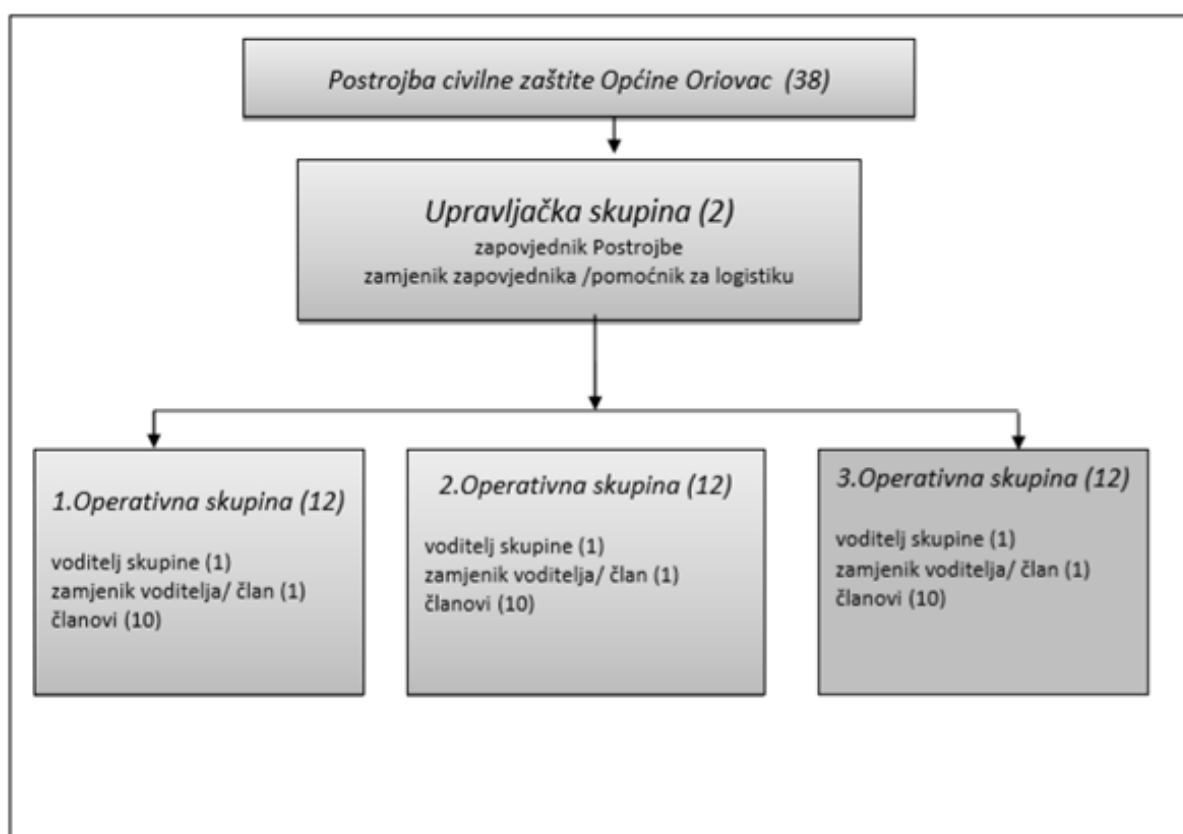 Postrojba civilne zaštite Općine Oriovac (38)
Upravljačka skupina (2)
zapovjednik Postrojbe
zamjenik zapovjednika /pomoćnik za logistiku
1.Operativna skupina (12)
voditelj skupine (1)
zamjenik voditelja/ član (1)
članovi (10)
2.Operativna skupina (12)
voditelj skupine (1)
zamjenik voditelja/ član (1)
članovi (10)
3.Operativna skupina (12)
voditelj skupine (1)
zamjenik voditelja/ član (1)
članovi (10)